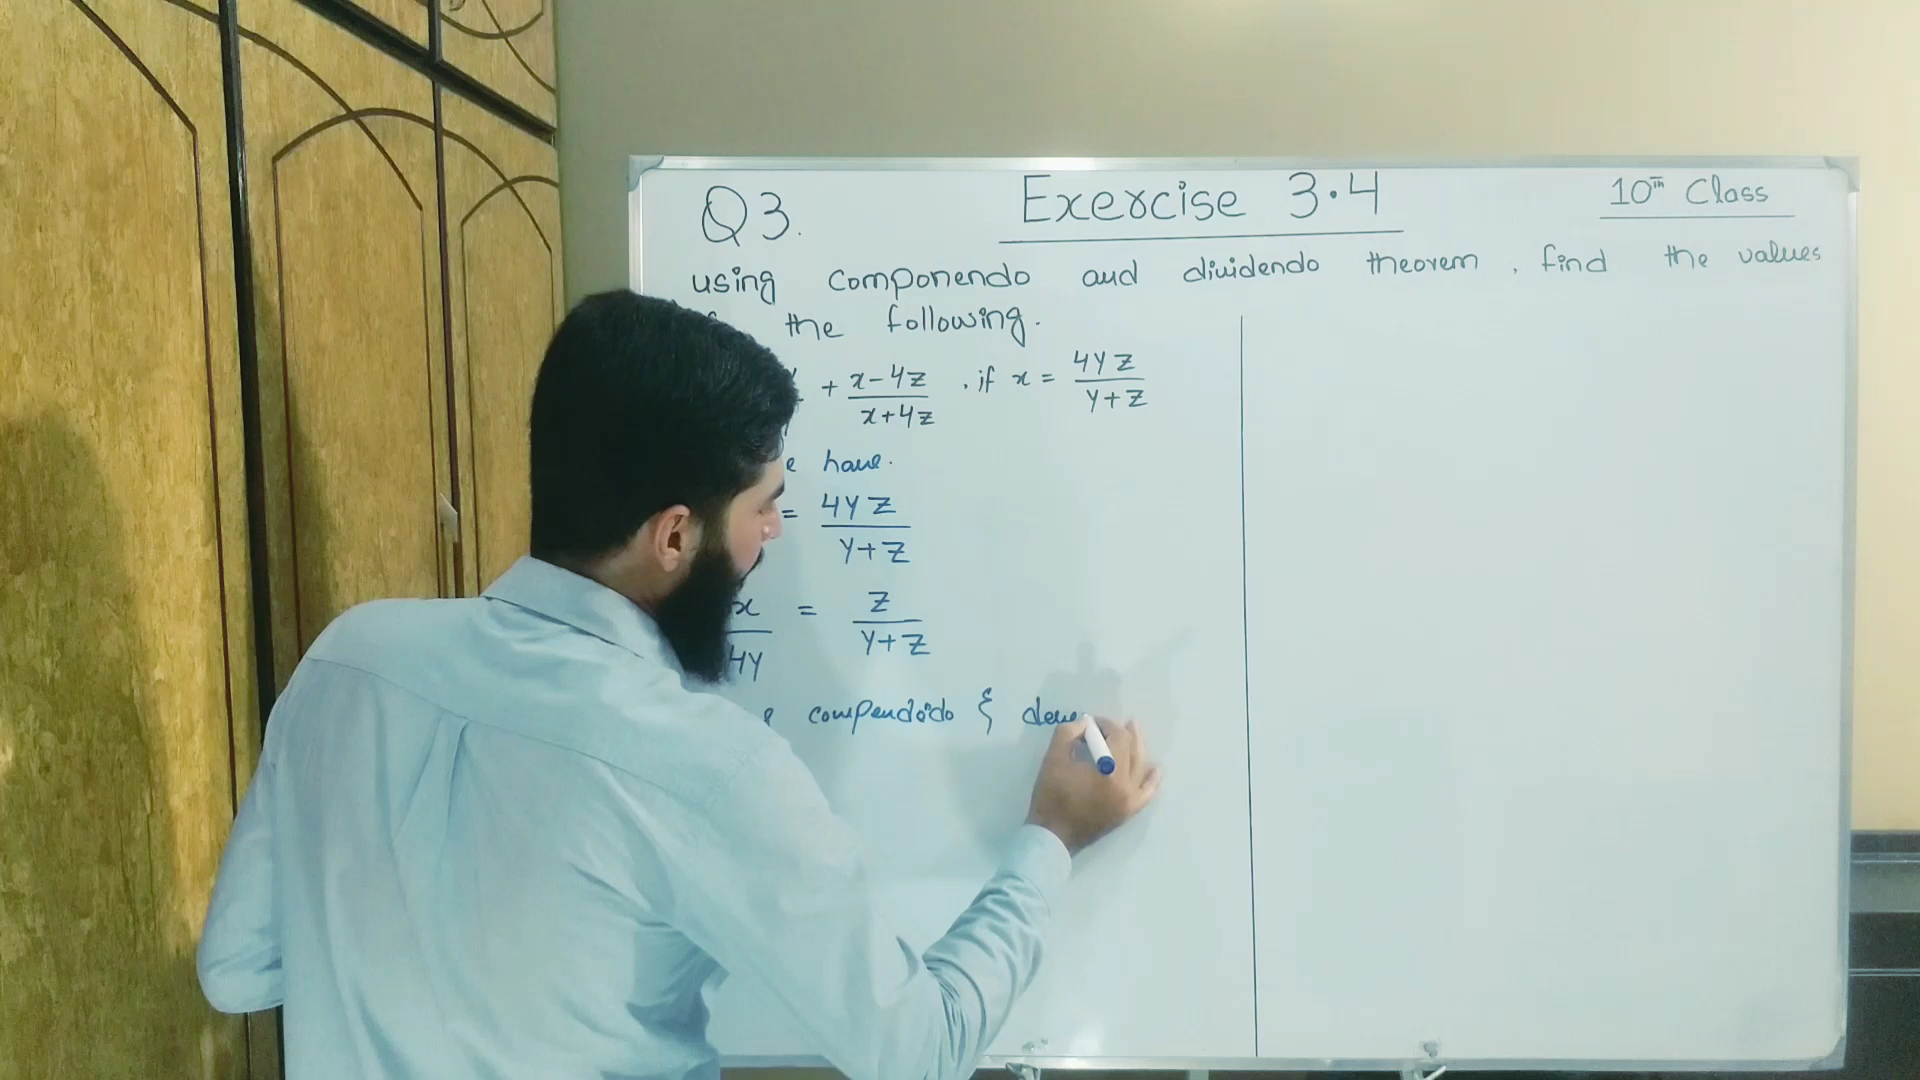 Q3. Exercise 3.4 10th Class
using componendo and dividendo theorem, find the values
the following.
+ x-4z / x+4z , if x = 4yz / y+z
have.
= 4yz / y+z
x / 4y = z / y+z
compendodo & deve